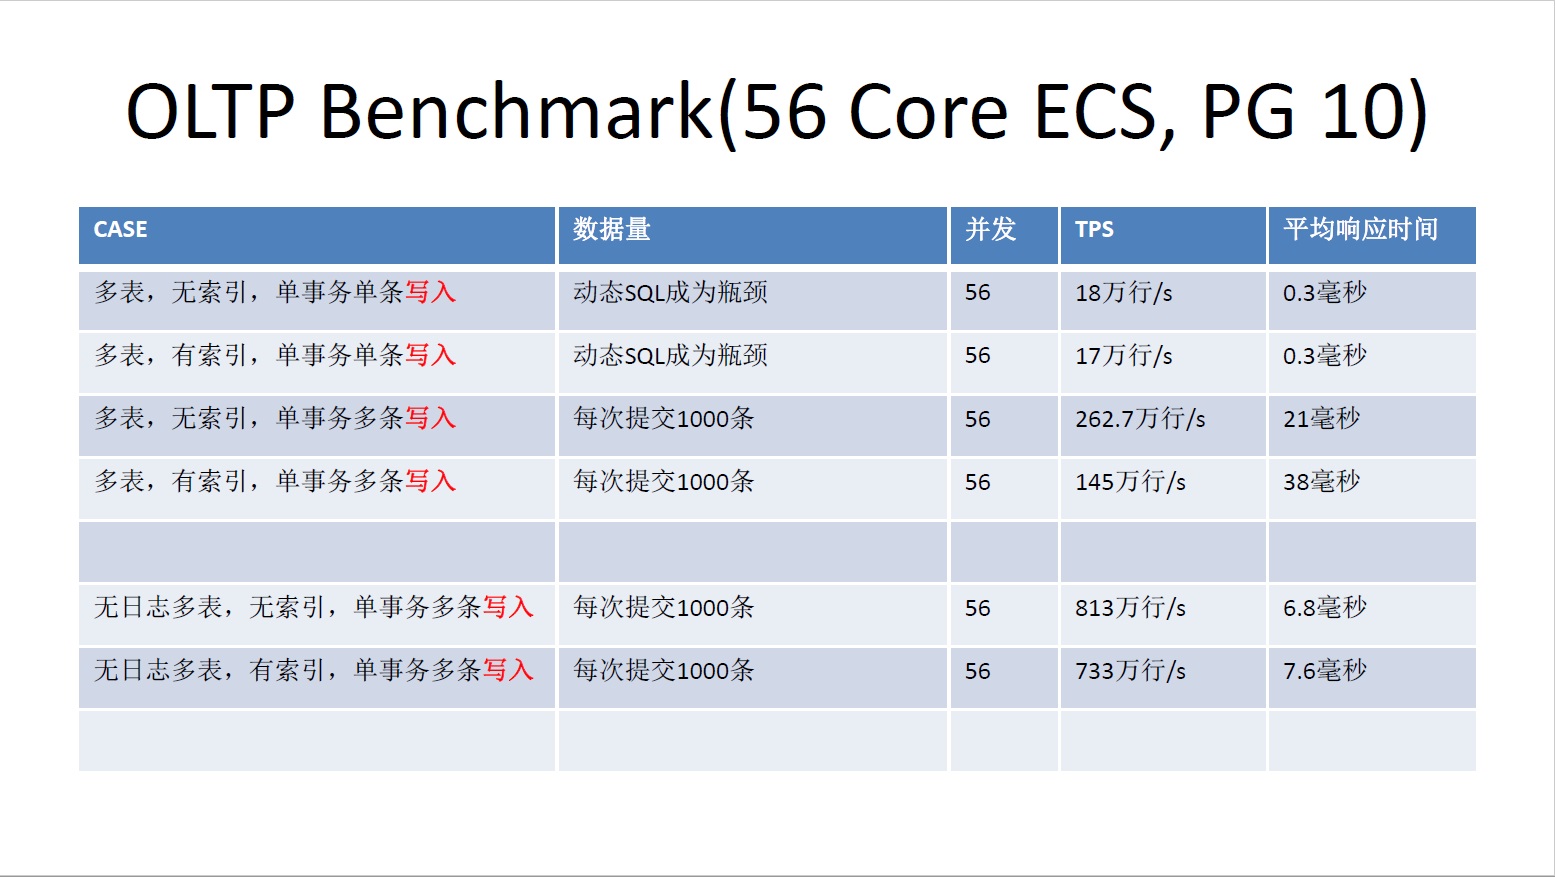 OLTP Benchmark(56 Core ECS, PG 10)
CASE 数据量 并发 TPS 平均响应时间
多表，无索引，单事务单条写入 动态SQL成为瓶颈 56 18万行/s 0.3毫秒
多表，有索引，单事务单条写入 动态SQL成为瓶颈 56 17万行/s 0.3毫秒
多表，无索引，单事务多条写入 每次提交1000条 56 262.7万行/s 21毫秒
多表，有索引，单事务多条写入 每次提交1000条 56 145万行/s 38毫秒
无日志多表，无索引，单事务多条写入 每次提交1000条 56 813万行/s 6.8毫秒
无日志多表，有索引，单事务多条写入 每次提交1000条 56 733万行/s 7.6毫秒